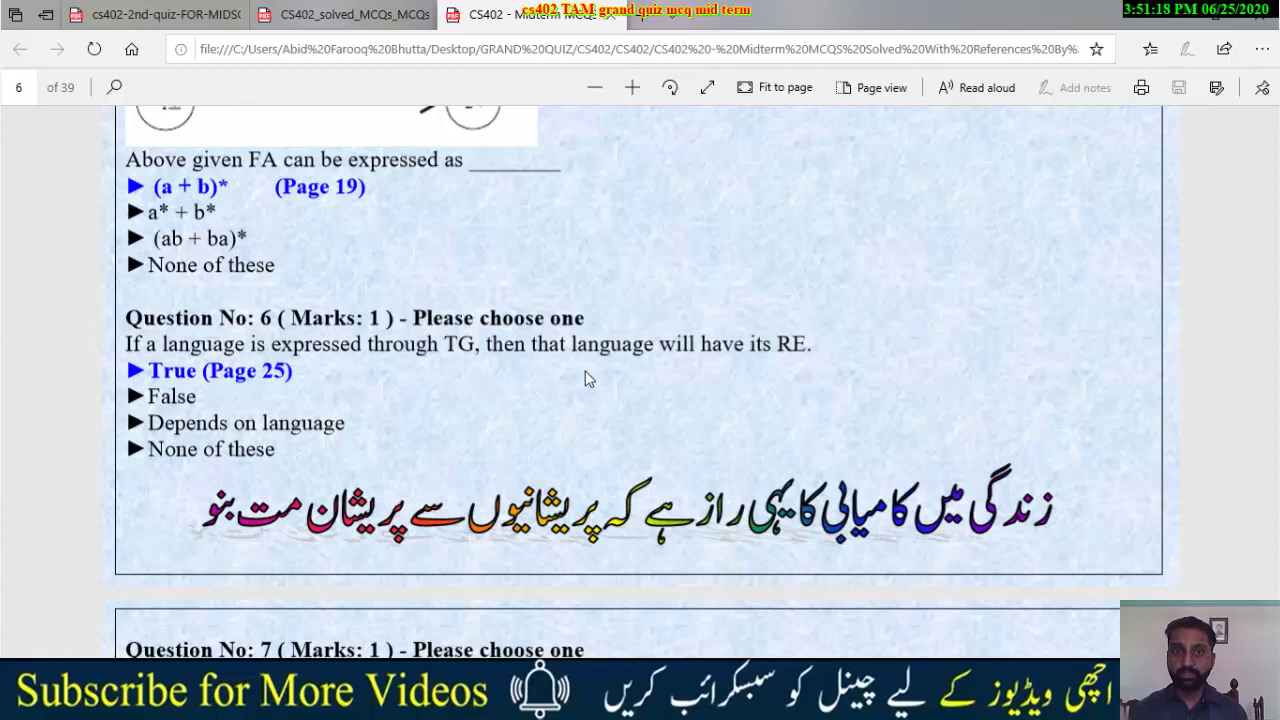 cs402-2nd-quiz-FOR-MIDSC
CS402_solved_MCQs_MCQs
CS402 - Midterm MCQS
cs402 TAM grand quiz mcq mid term
3:51:18 PM 06/25/2020
file:///C:/Users/Abid%20Farooq%20Bhutta/Desktop/GRAND%20QUIZ/CS402/CS402%20-%20Midterm%20MCQS%20Solved%20With%20References%20By%
6 of 39
Fit to page
Page view
Read aloud
Add notes
Above given FA can be expressed as ________
► (a + b)* (Page 19)
►a* + b*
► (ab + ba)*
►None of these
Question No: 6 ( Marks: 1 ) - Please choose one
If a language is expressed through TG, then that language will have its RE.
►True (Page 25)
►False
►Depends on language
►None of these
زندگی میں کامیابی کا یہی راز ہے کہ پریشانیوں سے پریشان مت بنو
Question No: 7 ( Marks: 1 ) - Please choose one
Subscribe for More Videos
اچھی ویڈیوز کے لیے چینل کو سبسکرائب کریں